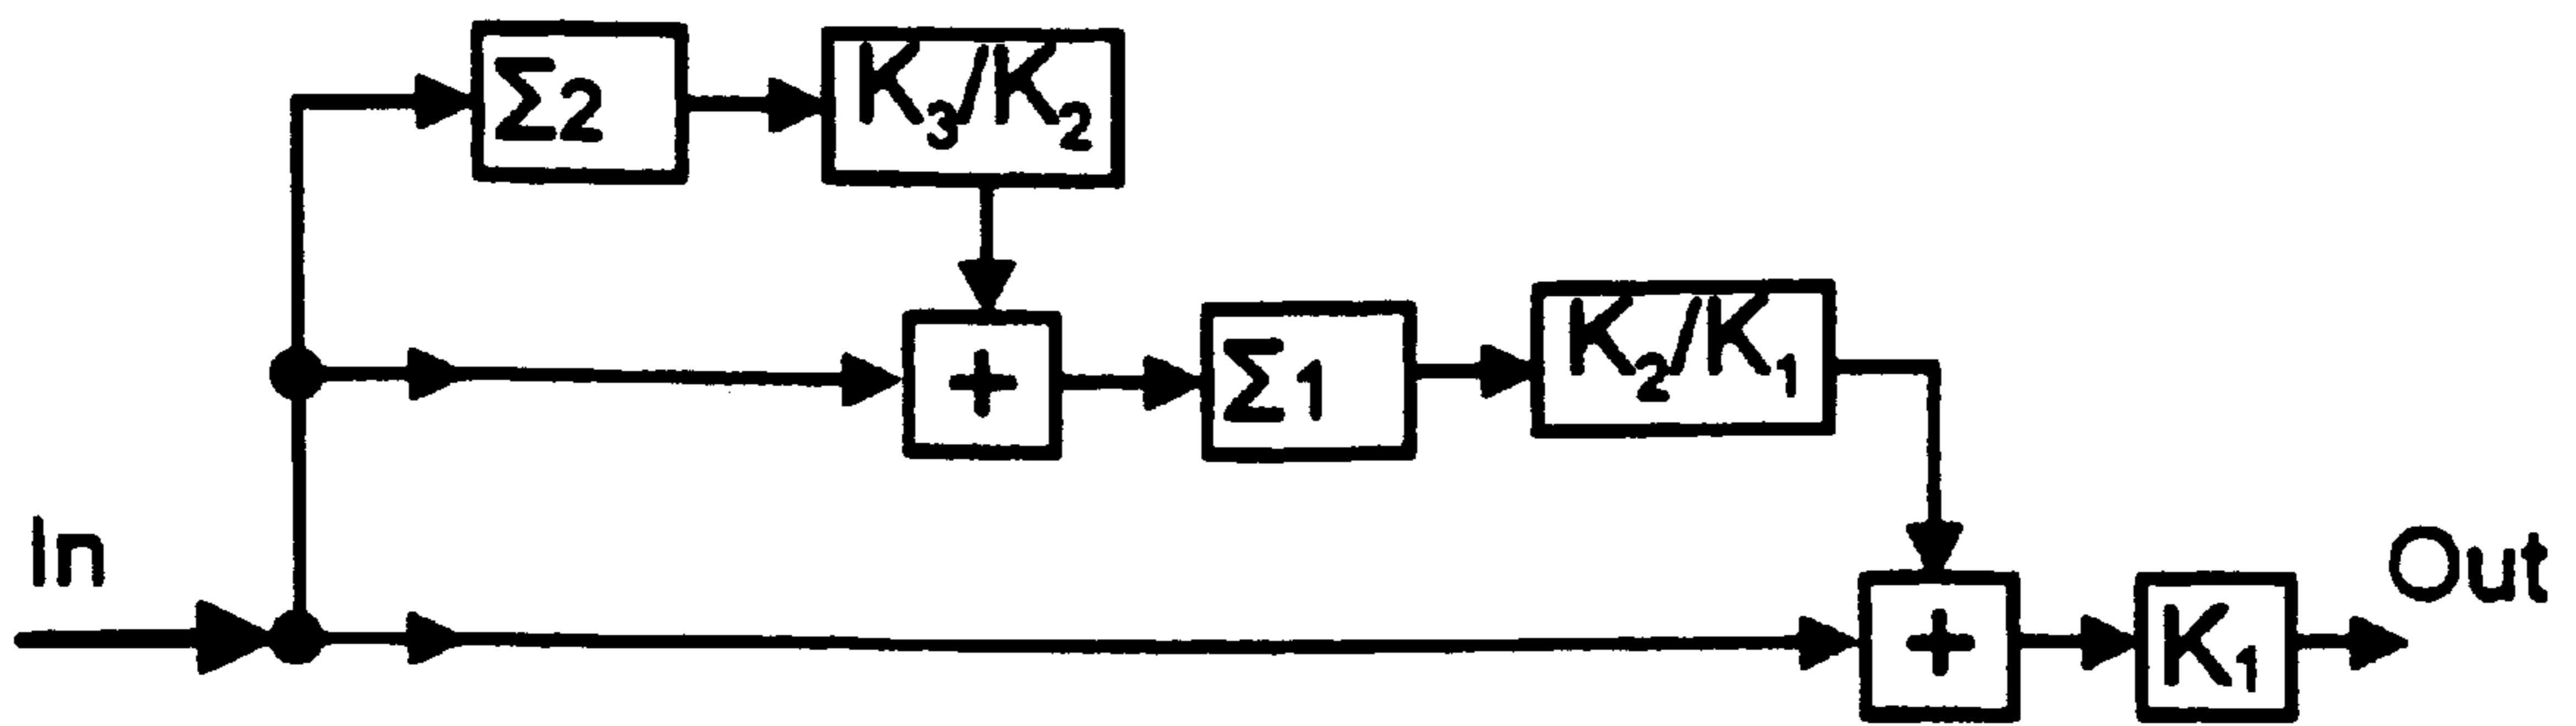 Σ2
K₃/K₂
+
Σ1
K₂/K₁
In
+
K₁
Out